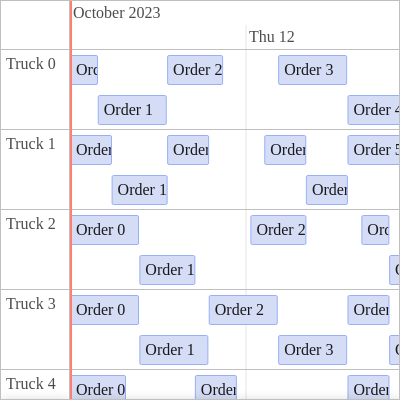 October 2023
Thu 12
Truck 0
Order 2
Order 3
Order 1
Order 4
Truck 1
Order
Order
Order
Order 5
Order 1
Order
Truck 2
Order 0
Order 2
Order 1
Truck 3
Order 0
Order 2
Order
Order 1
Order 3
Truck 4
Order 0
Order
Order